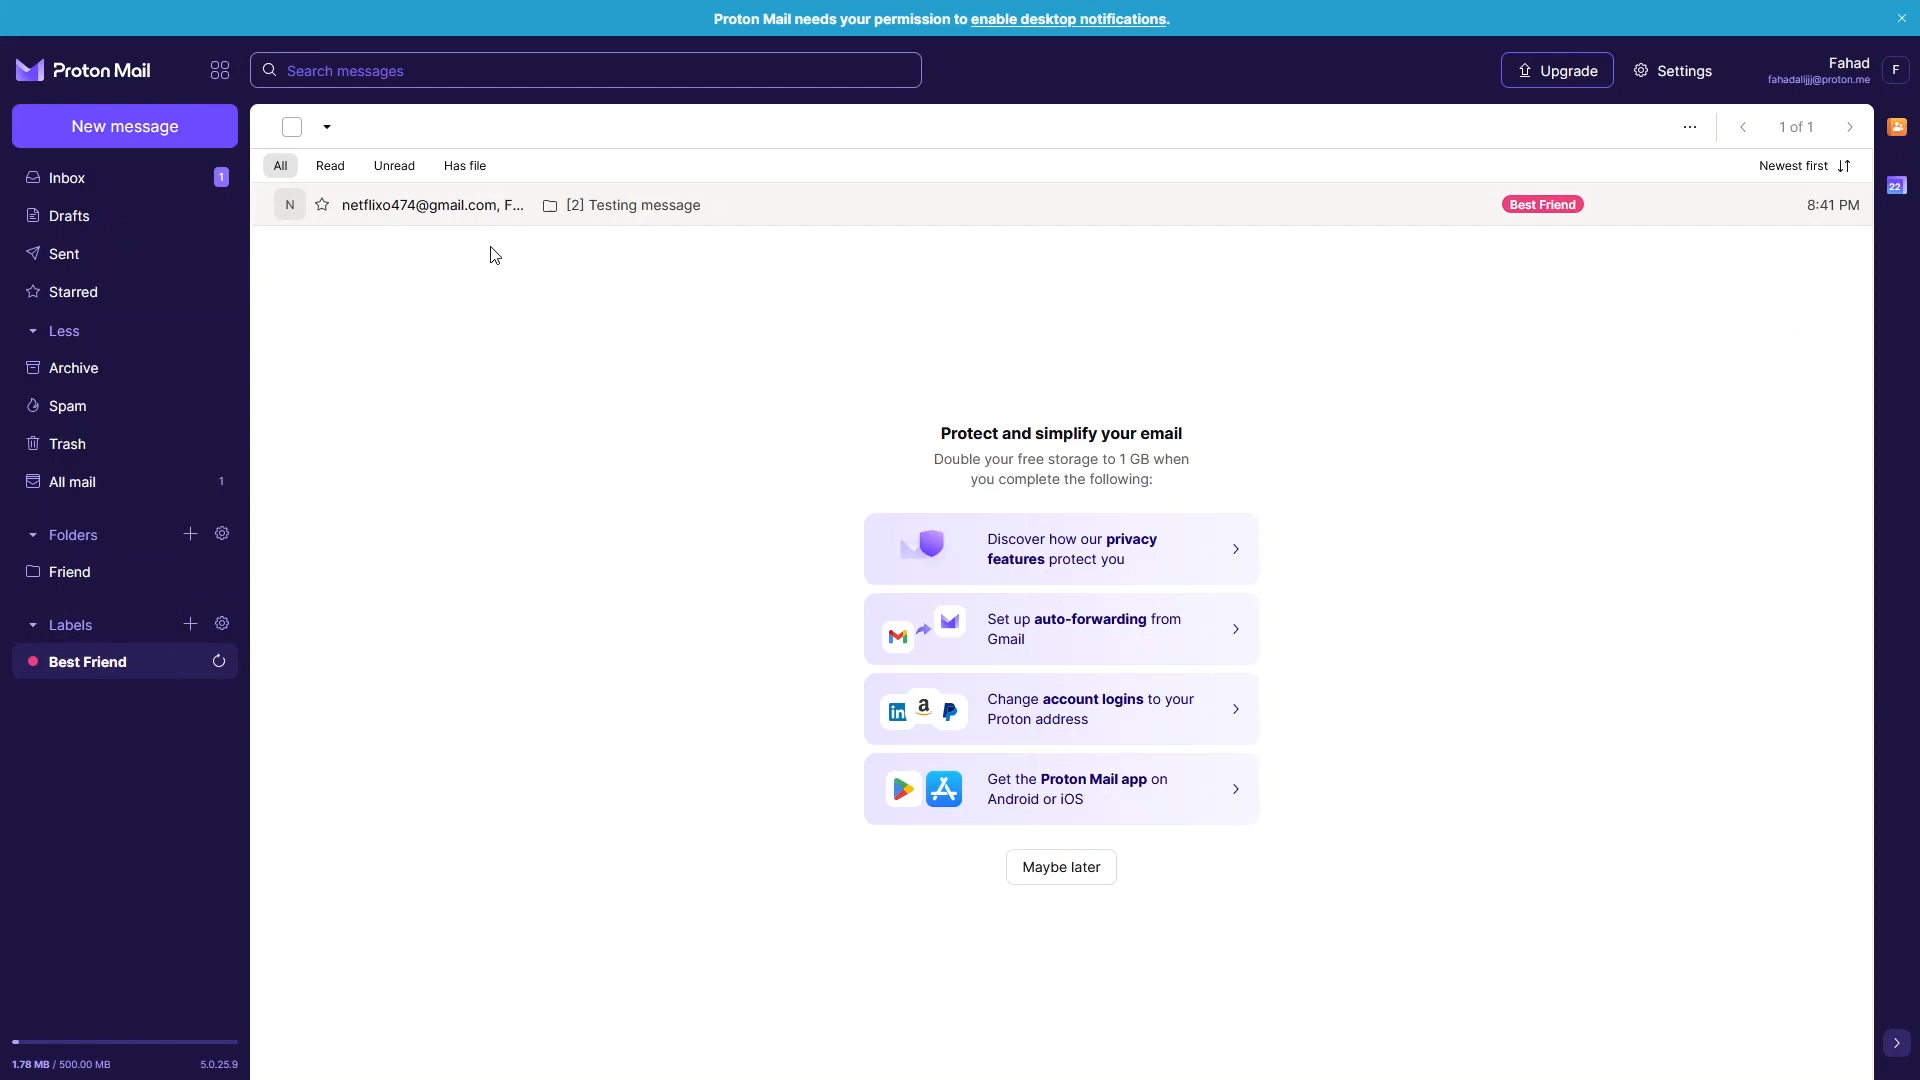 Proton Mail needs your permission to enable desktop notifications.
Proton Mail
Search messages
Upgrade
Settings
Fahad
fahadalijjj@proton.me
F
New message
1 of 1
Inbox
1
All
Read
Unread
Has file
Newest first
N
netflixo474@gmail.com, F...
[2] Testing message
Best Friend
8:41 PM
22
Drafts
Sent
Starred
Less
Archive
Spam
Trash
All mail
1
Folders
Friend
Labels
Best Friend
Protect and simplify your email
Double your free storage to 1 GB when
you complete the following:
Discover how our privacy
features protect you
Set up auto-forwarding from
Gmail
in
a
Change account logins to your
Proton address
Get the Proton Mail app on
Android or iOS
Maybe later
1.78 MB / 500.00 MB
5.0.25.9